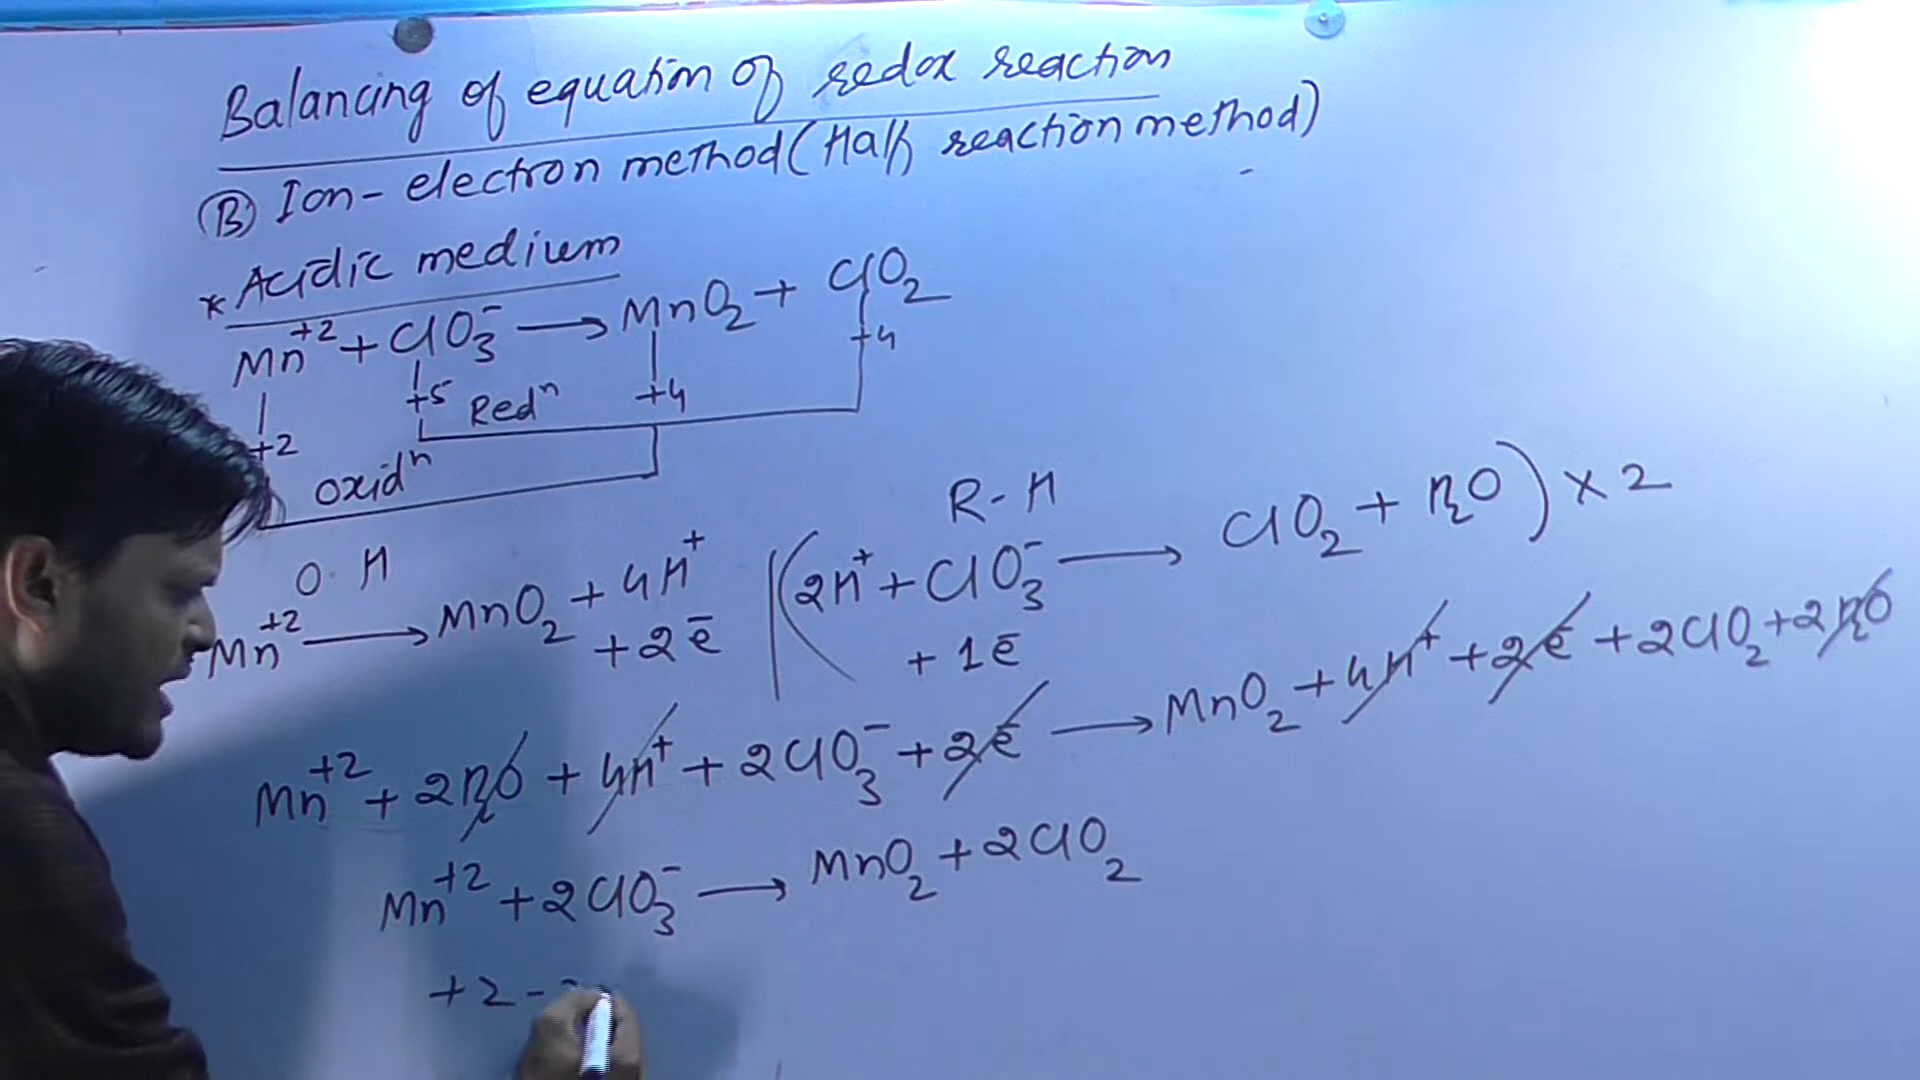 Balancing of equation of redox reaction
(B) Ion-electron method (Half reaction method)
* Acidic medium
Mn⁺² + ClO₃⁻ ⟶ MnO₂ + ClO₂
+2 +5 +4 +4
Redⁿ
Oxidⁿ
O.H
R-H
Mn⁺² ⟶ MnO₂ + 4H⁺ + 2e⁻
(2H⁺ + ClO₃⁻ + 1e⁻ ⟶ ClO₂ + H₂O) × 2
Mn⁺² + 2H₂O + 4H⁺ + 2ClO₃⁻ + 2e⁻ ⟶ MnO₂ + 4H⁺ + 2e⁻ + 2ClO₂ + 2H₂O
Mn⁺² + 2ClO₃⁻ ⟶ MnO₂ + 2ClO₂
+2 -